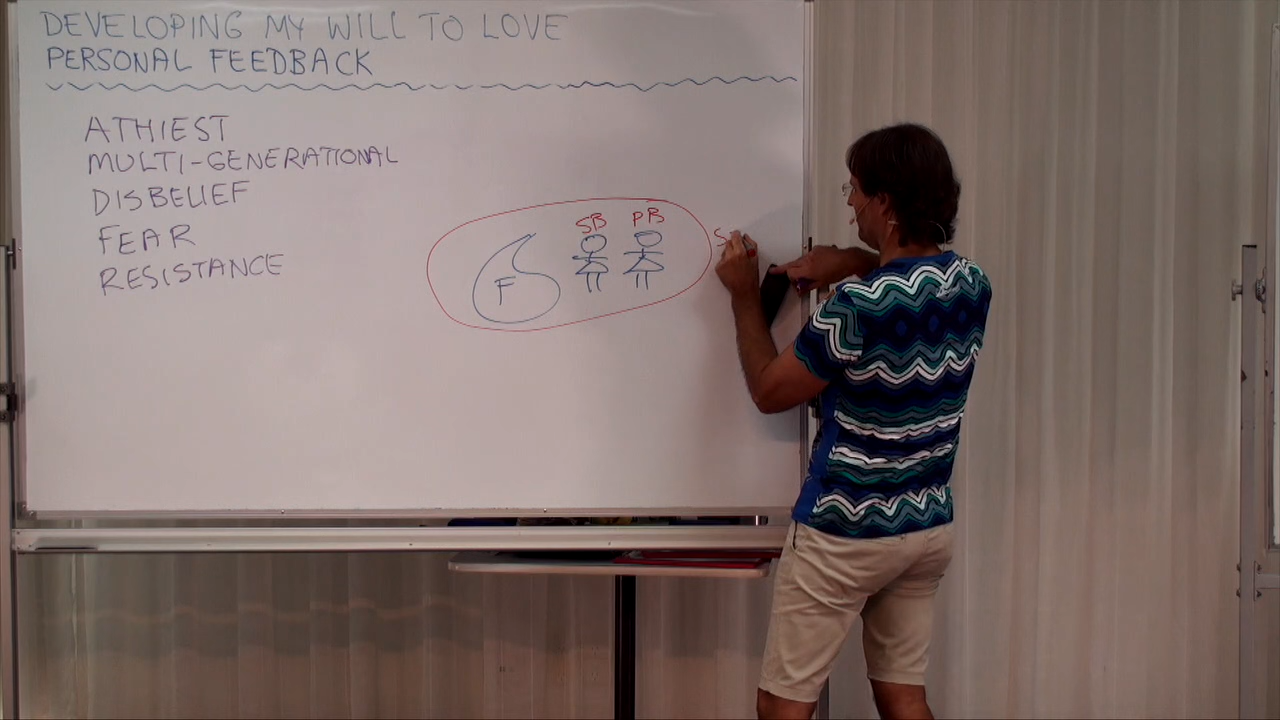 DEVELOPING MY WILL TO LOVE
PERSONAL FEEDBACK
ATHIEST
MULTI-GENERATIONAL
DISBELIEF
FEAR
RESISTANCE
SB PB
F
S